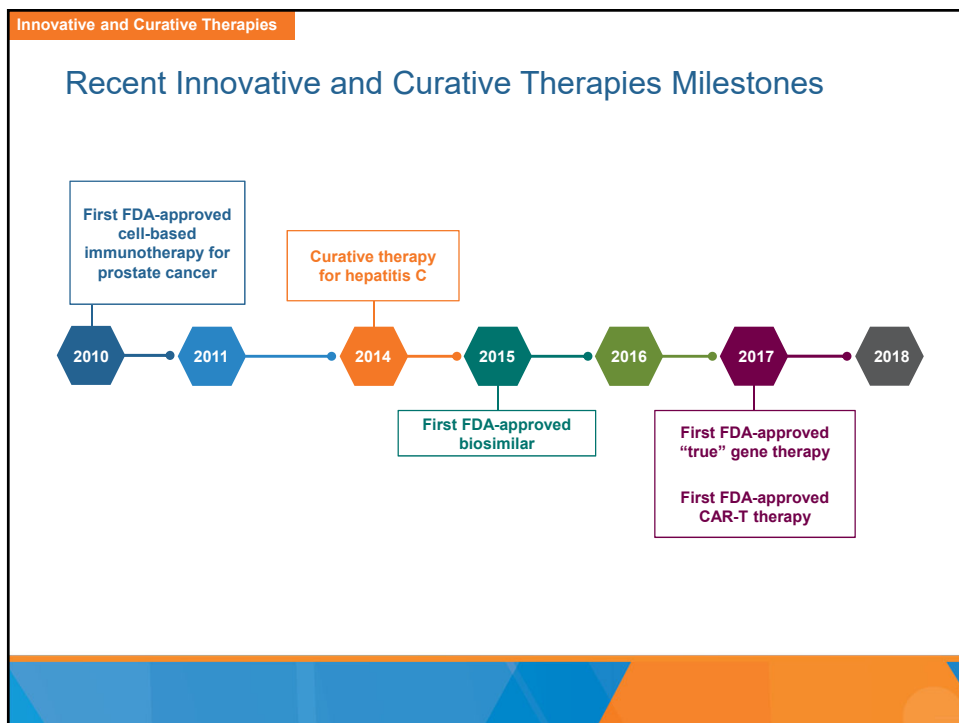 Innovative and Curative Therapies
Recent Innovative and Curative Therapies Milestones
First FDA-approved
cell-based
immunotherapy for
prostate cancer
Curative therapy
for hepatitis C
2010
2011
2014
2015
2016
2017
2018
First FDA-approved
biosimilar
First FDA-approved
“true” gene therapy
First FDA-approved
CAR-T therapy